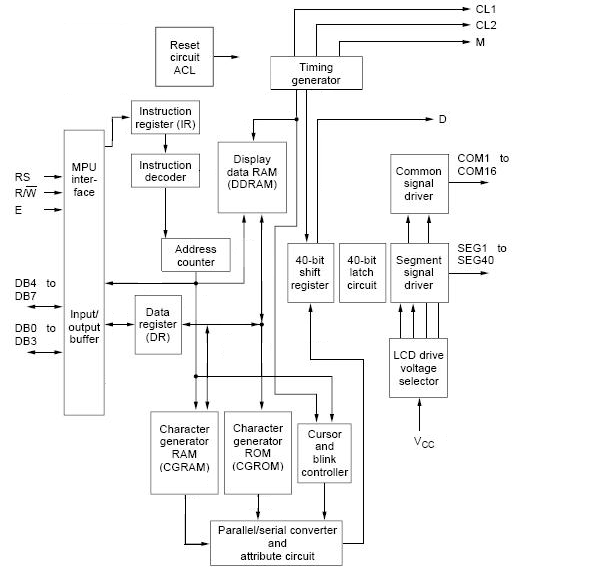 CL1
CL2
M
Reset
circuit
ACL
Timing
generator
D
Instruction
register (IR)
MPU
inter-
face
Instruction
decoder
Display
data RAM
(DDRAM)
Common
signal
driver
COM1 to
COM16
RS
R/W̅
E
Address
counter
40-bit
shift
register
40-bit
latch
circuit
Segment
signal
driver
SEG1 to
SEG40
DB4 to
DB7
DB0 to
DB3
Input/
output
buffer
Data
register
(DR)
LCD drive
voltage
selector
VCC
Character
generator
RAM
(CGRAM)
Character
generator
ROM
(CGROM)
Cursor
and
blink
controller
Parallel/serial converter
and
attribute circuit